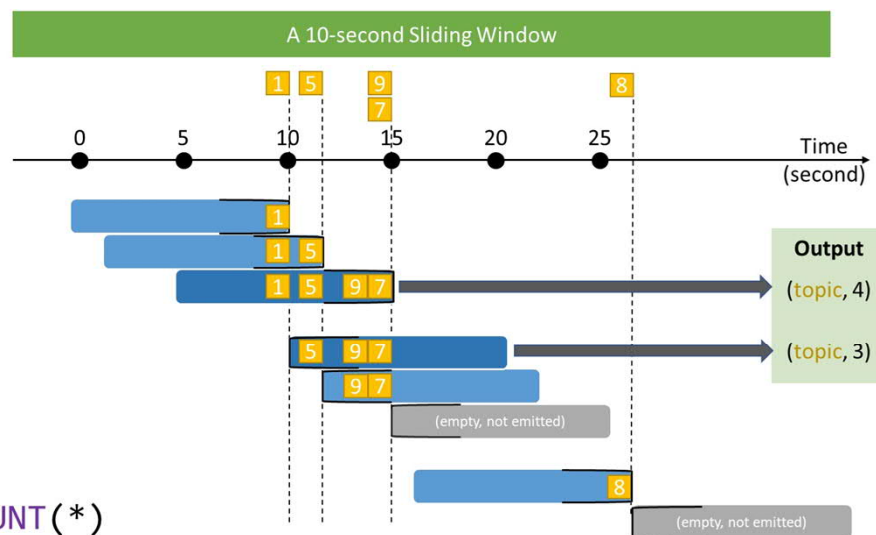 A 10-second Sliding Window
1 5 9 8
7
0 5 10 15 20 25 Time
(second)
1
1 5
1 5 9 7
Output
(topic, 4)
5 9 7
(topic, 3)
9 7
(empty, not emitted)
8
UNT(*)
(empty, not emitted)